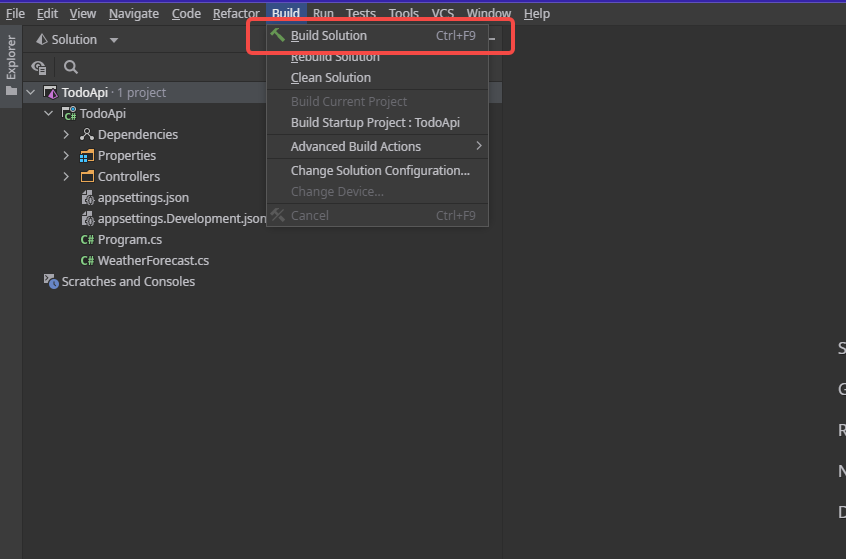 File Edit View Navigate Code Refactor Build Run Tests Tools VCS Window Help
Explorer
Solution
Build Solution Ctrl+F9
Rebuild Solution
Clean Solution
Build Current Project
Build Startup Project : TodoApi
Advanced Build Actions
Change Solution Configuration...
Change Device...
Cancel Ctrl+F9
TodoApi · 1 project
TodoApi
Dependencies
Properties
Controllers
appsettings.json
appsettings.Development.json
C# Program.cs
C# WeatherForecast.cs
Scratches and Consoles
S
G
R
N
D